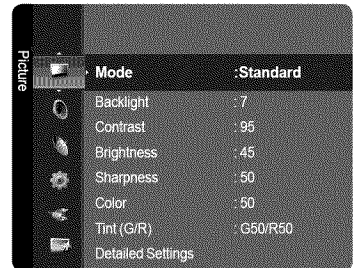 Picture
Mode :Standard
Backlight : 7
Contrast : 95
Brightness : 45
Sharpness : 50
Color : 50
Tint (G/R) : G50/R50
Detailed Settings